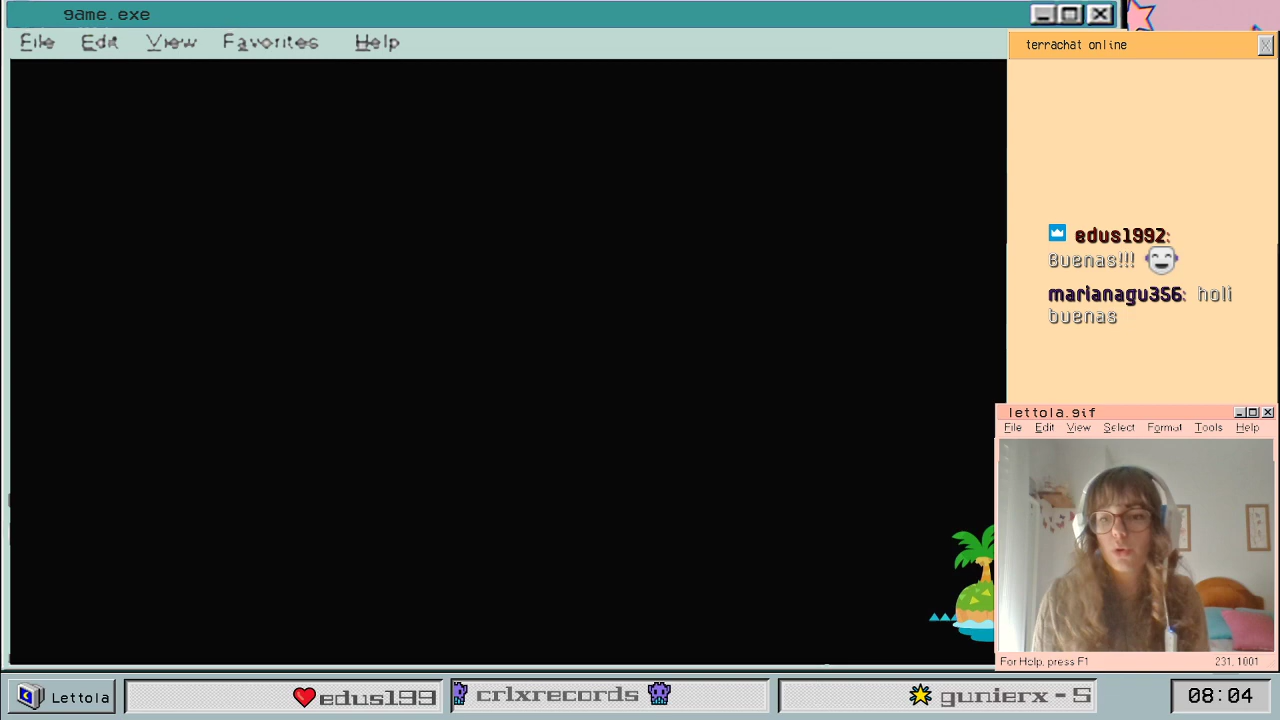 game.exe
File Edit View Favorites Help
terrachat online
edus1992:
Buenas!!!
marianagu356: holi
buenas
lettola.gif
File Edit View Select Format Tools Help
For Help, press F1
231,1001
Lettola
edus199
crlxrecords
gunierx - 5
08:04